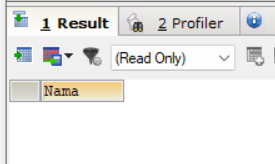 1 Result 2 Profiler
(Read Only)
Nama